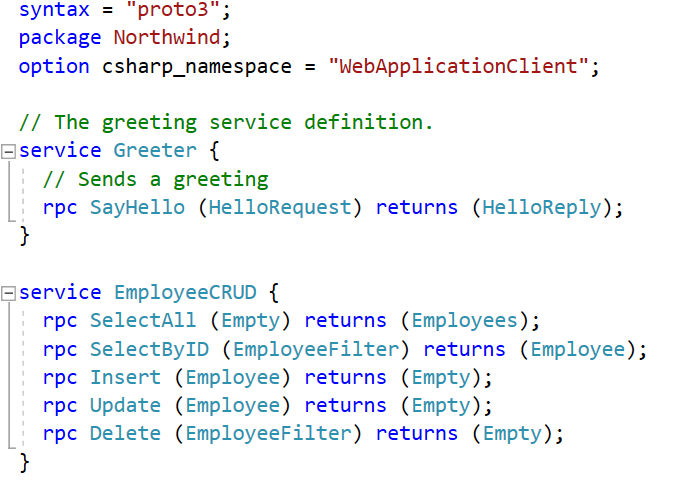 syntax = "proto3";
package Northwind;
option csharp_namespace = "WebApplicationClient";
// The greeting service definition.
service Greeter {
// Sends a greeting
rpc SayHello (HelloRequest) returns (HelloReply);
}
service EmployeeCRUD {
rpc SelectAll (Empty) returns (Employees);
rpc SelectByID (EmployeeFilter) returns (Employee);
rpc Insert (Employee) returns (Empty);
rpc Update (Employee) returns (Empty);
rpc Delete (EmployeeFilter) returns (Empty);
}